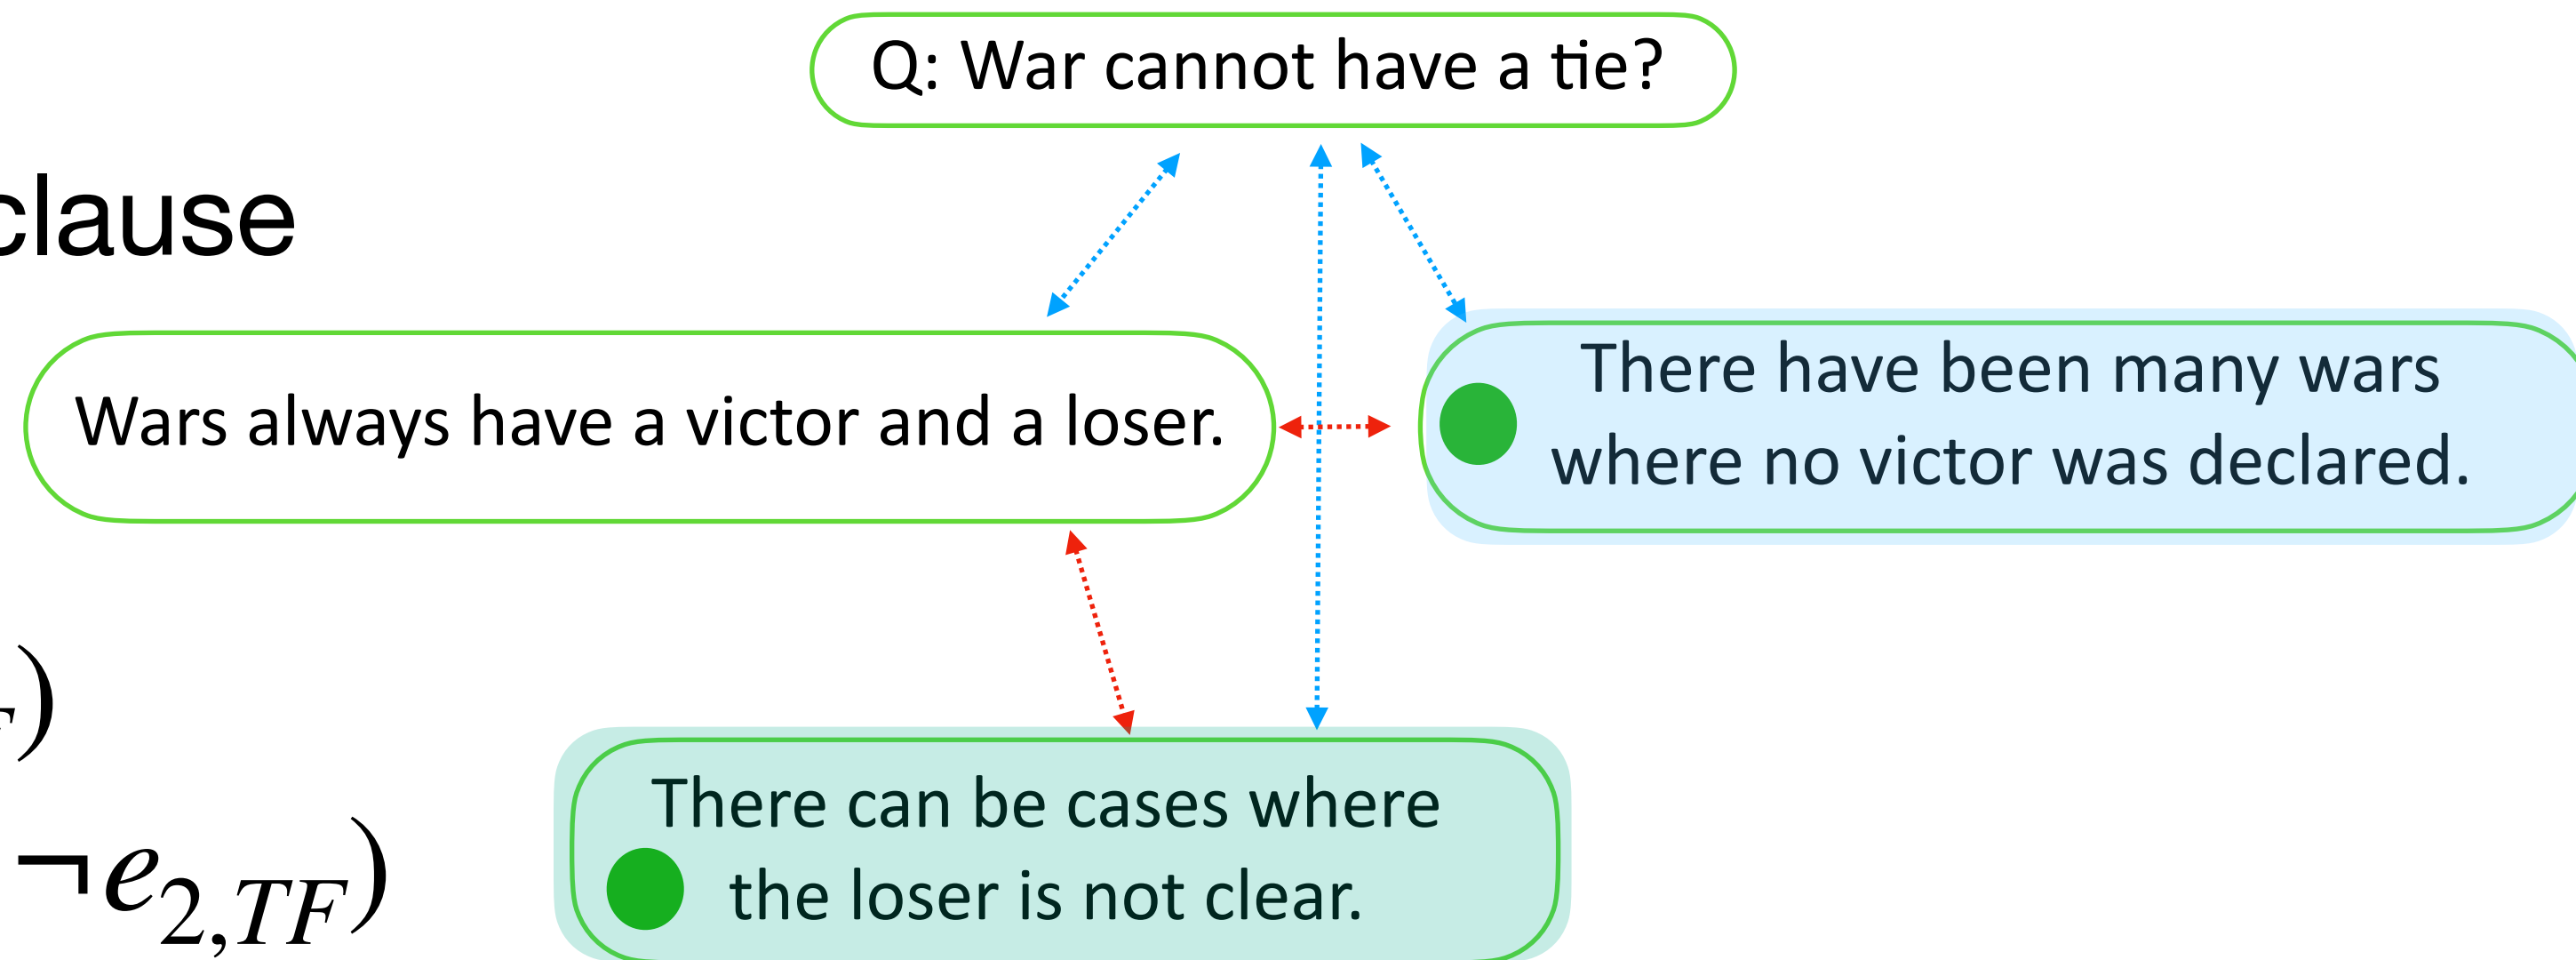 Q: War cannot have a tie?
clause
Wars always have a victor and a loser.
There have been many wars
where no victor was declared.
F)
¬e2,TF)
There can be cases where
the loser is not clear.